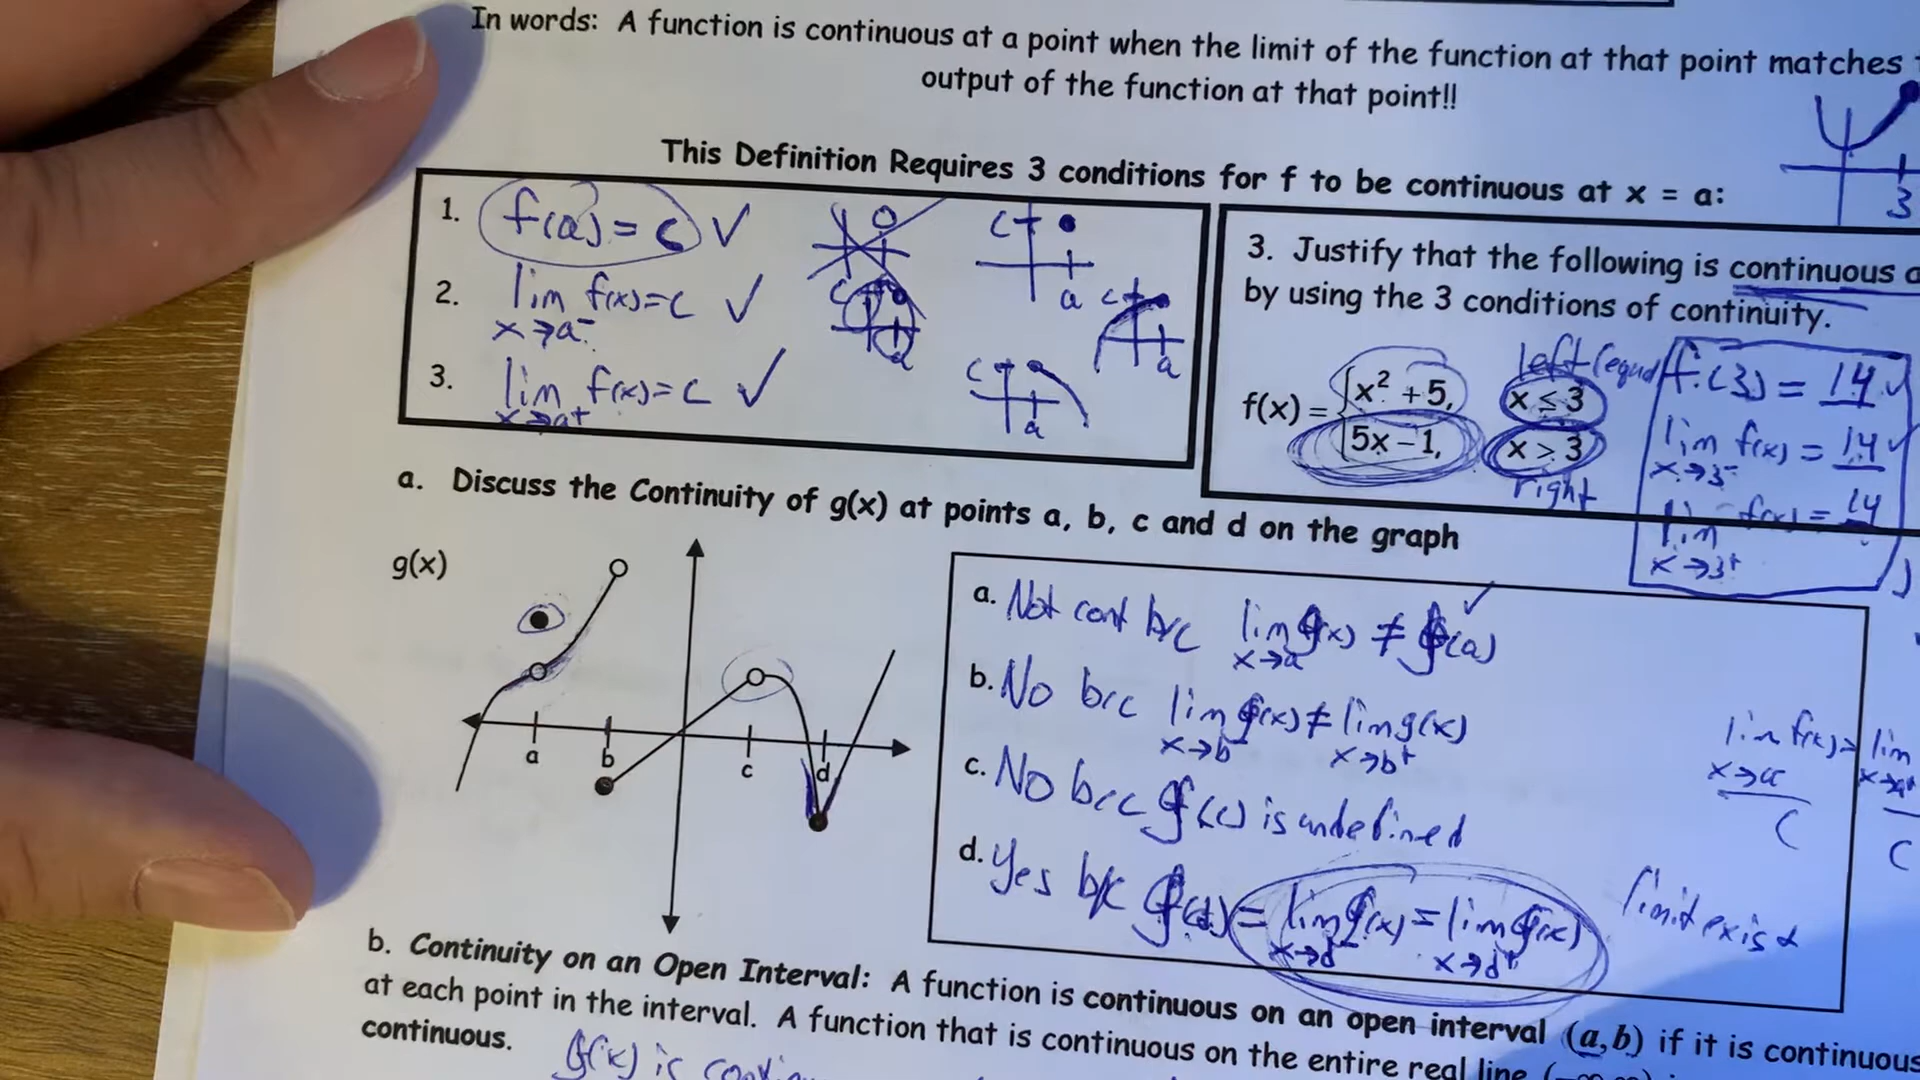 In words: A function is continuous at a point when the limit of the function at that point matches
output of the function at that point!!
This Definition Requires 3 conditions for f to be continuous at x = a:
1. f(a) = c ✓
2. lim f(x) = c ✓
x→a⁻
3. lim f(x) = c ✓
x→a⁺
c
a
c
a
c
a
c
a
3
3. Justify that the following is continuous a
by using the 3 conditions of continuity.
f(x) = { x² + 5, x ≤ 3
5x − 1, x > 3
left (equal
right
f(3) = 14 ✓
lim f(x) = 14 ✓
x→3⁻
lim f(x) = 14
x→3⁺
a. Discuss the Continuity of g(x) at points a, b, c and d on the graph
g(x)
a b c d
a. Not cont b/c lim g(x) ≠ g(a) ✓
x→a
b. No b/c lim g(x) ≠ lim g(x)
x→b⁻ x→b⁺
c. No b/c g(c) is undefined
d. Yes b/c g(d) = lim g(x) = lim g(x)
x→d⁻ x→d⁺
limit exist
lim f(x) = lim
x→a⁻ x→a⁺
c c
b. Continuity on an Open Interval: A function is continuous on an open interval (a,b) if it is continuous
at each point in the interval. A function that is continuous on the entire real line (−∞,∞)
continuous.
g(x) is